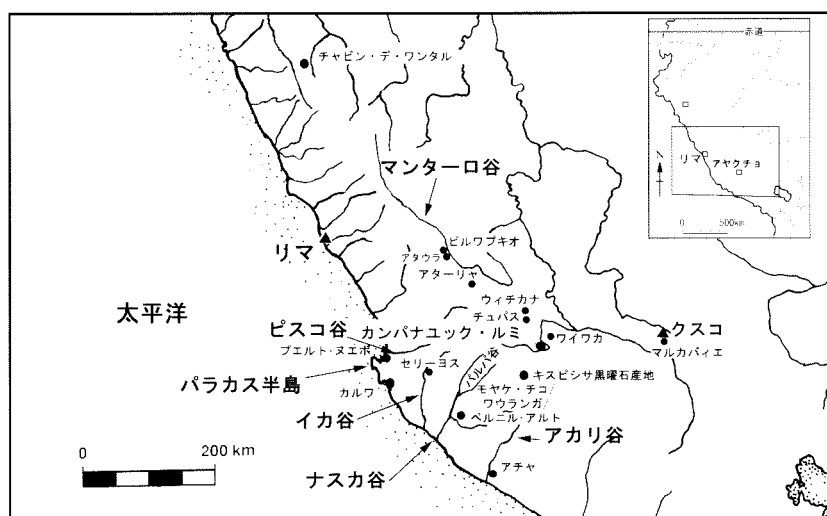 赤道
チャビン・デ・ワンタル
リマ
アヤクチョ
N
0 500km
マンターロ谷
ピルワプキオ
アタウラ
アターリャ
リマ
太平洋
ウィチカナ
チュパス
ピスコ谷
カンパナユック・ルミ
ワイワカ
クスコ
マルカバィエ
プエルト・ヌエボ
セリーヨス
パルパ谷
キスピシサ黒曜石産地
パラカス半島
カルワ
モヤケ・チコ/
ワウランガ/
ペルニル・アルト
イカ谷
アカリ谷
ナスカ谷
アチャ
0 200 km